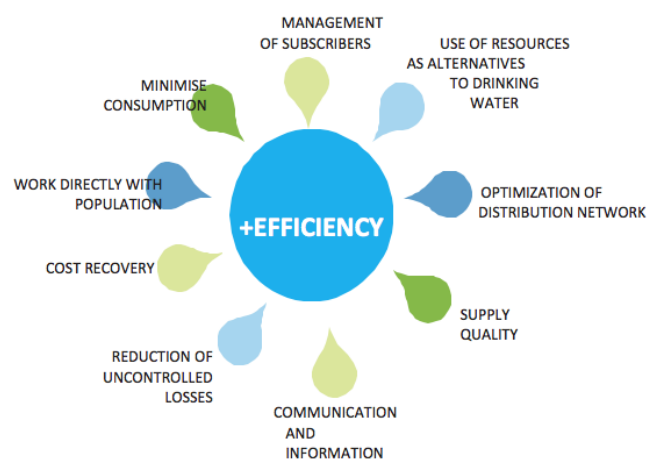 MANAGEMENT
OF SUBSCRIBERS
USE OF RESOURCES
AS ALTERNATIVES
TO DRINKING
WATER
MINIMISE
CONSUMPTION
WORK DIRECTLY WITH
POPULATION
+EFFICIENCY
OPTIMIZATION OF
DISTRIBUTION NETWORK
COST RECOVERY
SUPPLY
QUALITY
REDUCTION OF
UNCONTROLLED
LOSSES
COMMUNICATION
AND
INFORMATION